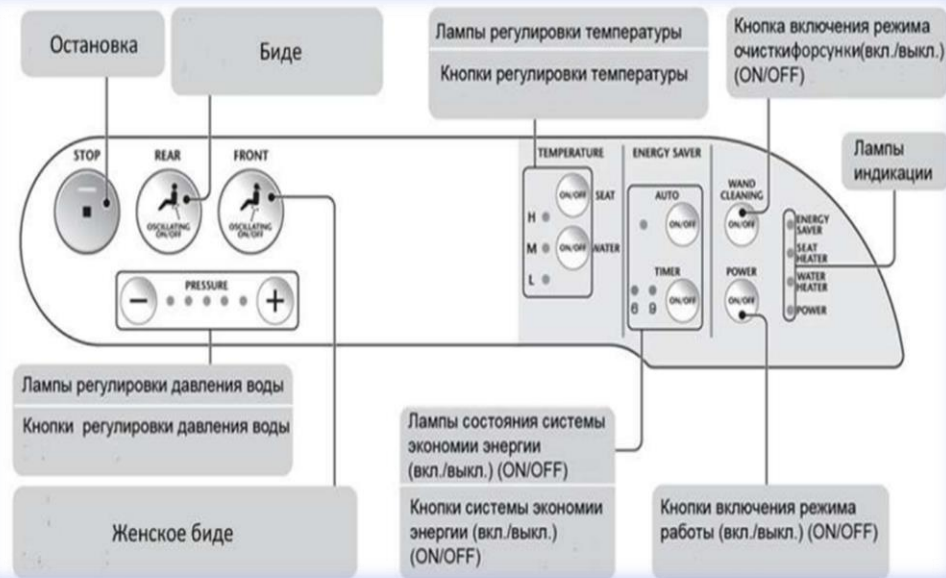 Остановка
Биде
Лампы регулировки температуры
Кнопки регулировки температуры
Кнопка включения режима
очисткифорсунки(вкл./выкл.)
(ON/OFF)
Лампы
индикации
STOP
REAR
FRONT
OSCILLATING
ON/OFF
OSCILLATING
ON/OFF
PRESSURE
TEMPERATURE
ENERGY SAVER
ON/OFF
SEAT
H
M
ON/OFF
WATER
L
AUTO
ON/OFF
TIMER
6 9
ON/OFF
WAND
CLEANING
ON/OFF
POWER
ON/OFF
ENERGY
SAVER
SEAT
HEATER
WATER
HEATER
POWER
Лампы регулировки давления воды
Кнопки регулировки давления воды
Женское биде
Лампы состояния системы
экономии энергии
(вкл./выкл.) (ON/OFF)
Кнопки системы экономии
энергии (вкл./выкл.)
(ON/OFF)
Кнопки включения режима
работы (вкл./выкл.) (ON/OFF)